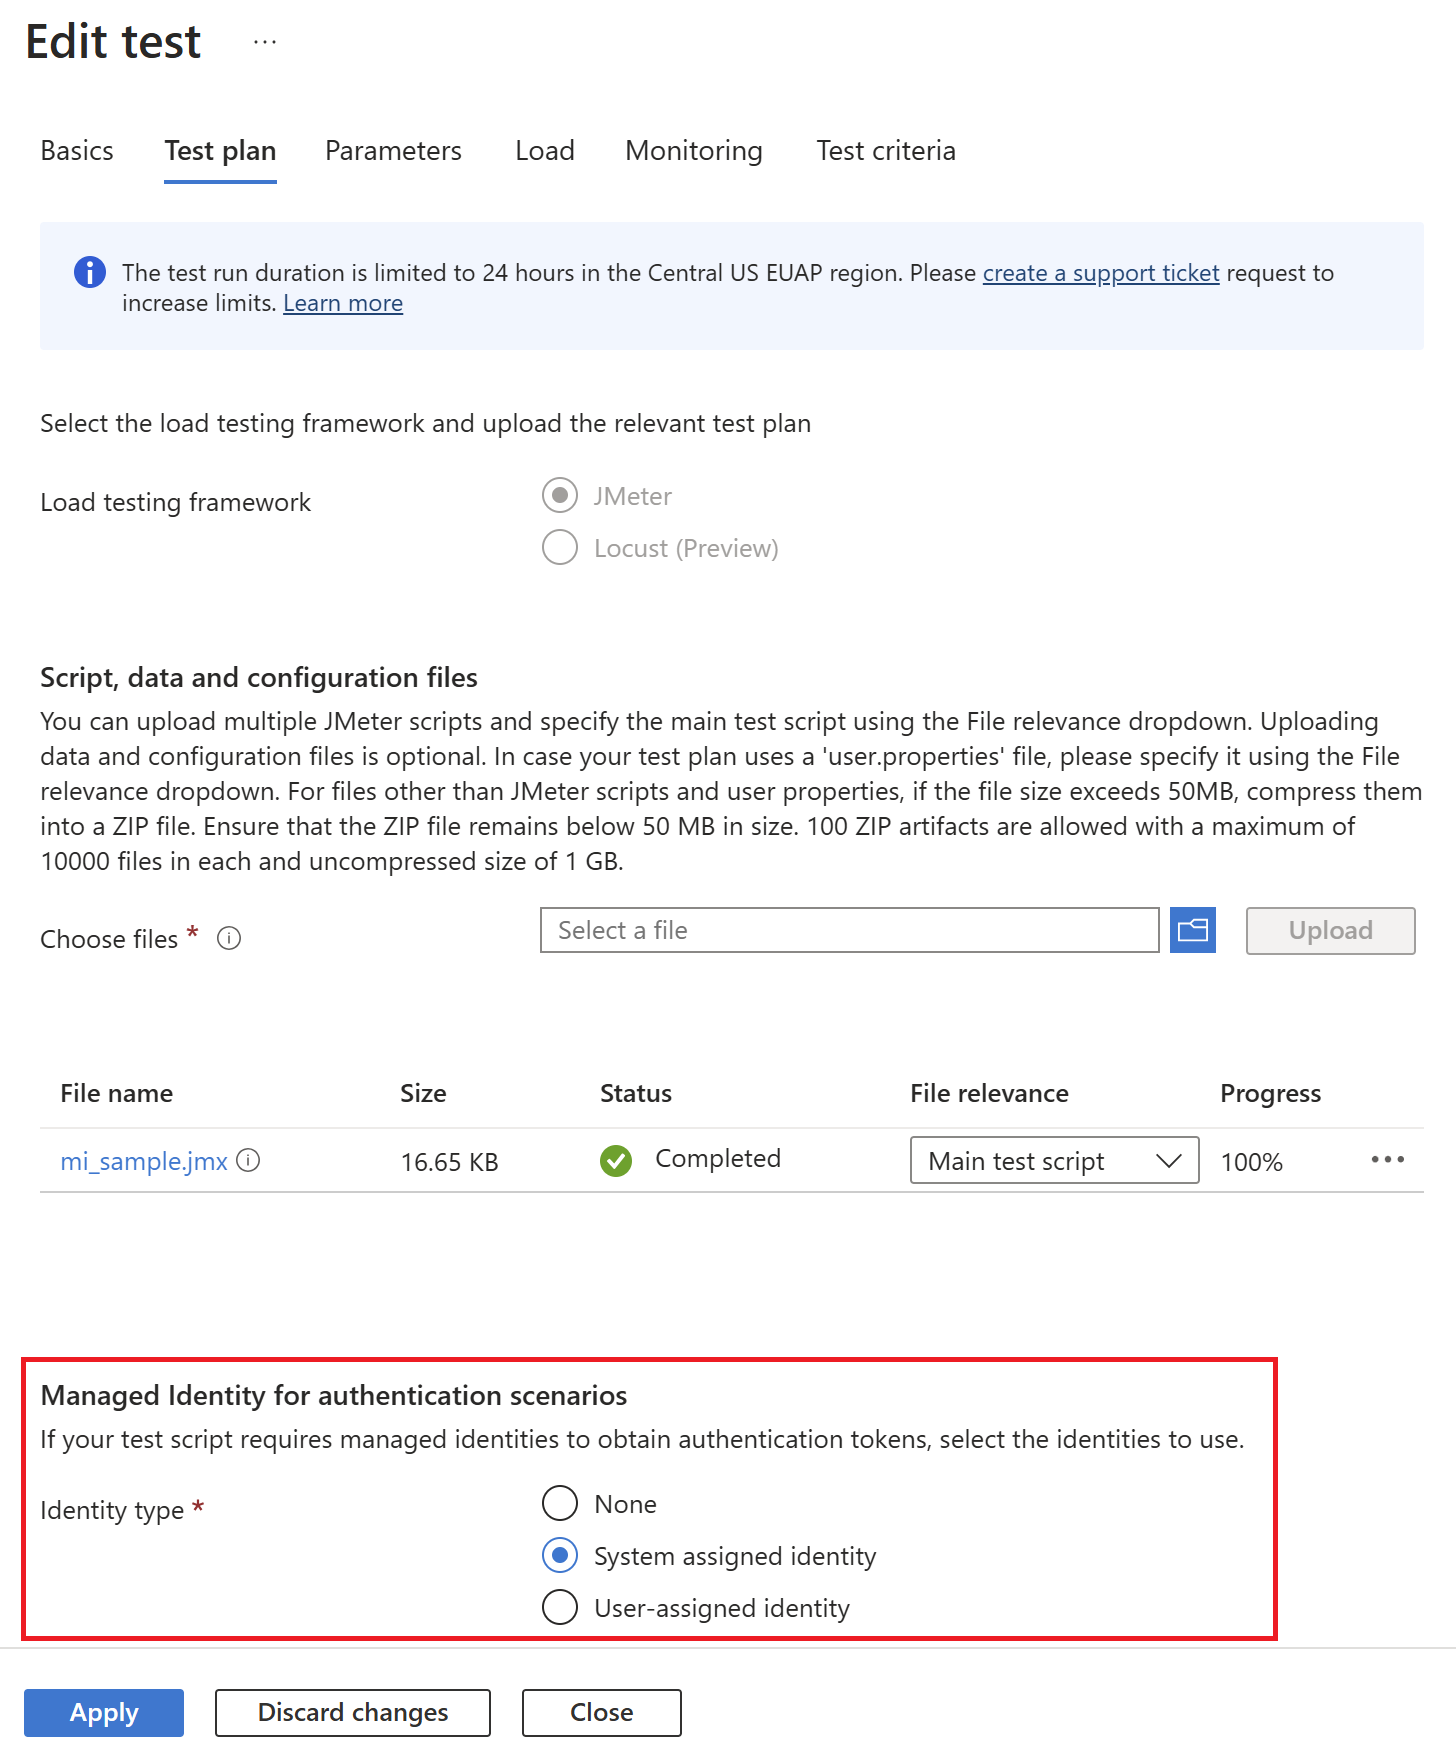 Edit test ...
Basics Test plan Parameters Load Monitoring Test criteria
The test run duration is limited to 24 hours in the Central US EUAP region. Please create a support ticket request to
increase limits. Learn more
Select the load testing framework and upload the relevant test plan
Load testing framework JMeter
Locust (Preview)
Script, data and configuration files
You can upload multiple JMeter scripts and specify the main test script using the File relevance dropdown. Uploading
data and configuration files is optional. In case your test plan uses a 'user.properties' file, please specify it using the File
relevance dropdown. For files other than JMeter scripts and user properties, if the file size exceeds 50MB, compress them
into a ZIP file. Ensure that the ZIP file remains below 50 MB in size. 100 ZIP artifacts are allowed with a maximum of
10000 files in each and uncompressed size of 1 GB.
Choose files * Select a file Upload
File name Size Status File relevance Progress
mi_sample.jmx 16.65 KB Completed Main test script 100% ...
Managed Identity for authentication scenarios
If your test script requires managed identities to obtain authentication tokens, select the identities to use.
Identity type * None
System assigned identity
User-assigned identity
Apply Discard changes Close